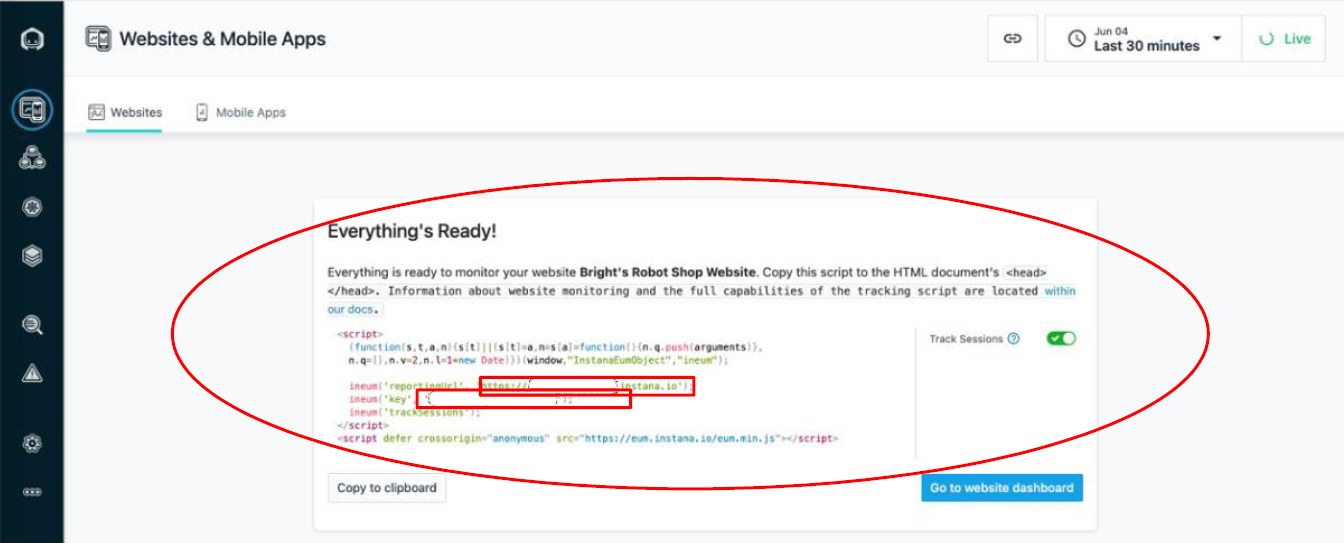 Websites & Mobile Apps
Jun 04
Last 30 minutes
Live
Websites
Mobile Apps
Everything's Ready!
Everything is ready to monitor your website Bright's Robot Shop Website. Copy this script to the HTML document's <head>
</head>. Information about website monitoring and the full capabilities of the tracking script are located within
our docs.
<script>
(function(s,t,a,n){s[t]||(s[t]=a,n=s[a]=function(){n.q.push(arguments)},
n.q=[],n.v=2,n.l=1*new Date)})(window,"InstanaEumObject","ineum");
ineum('reportingUrl', 'https:// instana.io');
ineum('key', ' ');
ineum('trackSessions');
</script>
<script defer crossorigin="anonymous" src="https://eum.instana.io/eum.min.js"></script>
Track Sessions
Copy to clipboard
Go to website dashboard